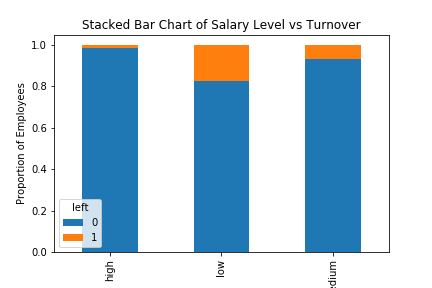 Stacked Bar Chart of Salary Level vs Turnover
Proportion of Employees
1.0
0.8
0.6
0.4
0.2
0.0
left
0
1
high
low
edium